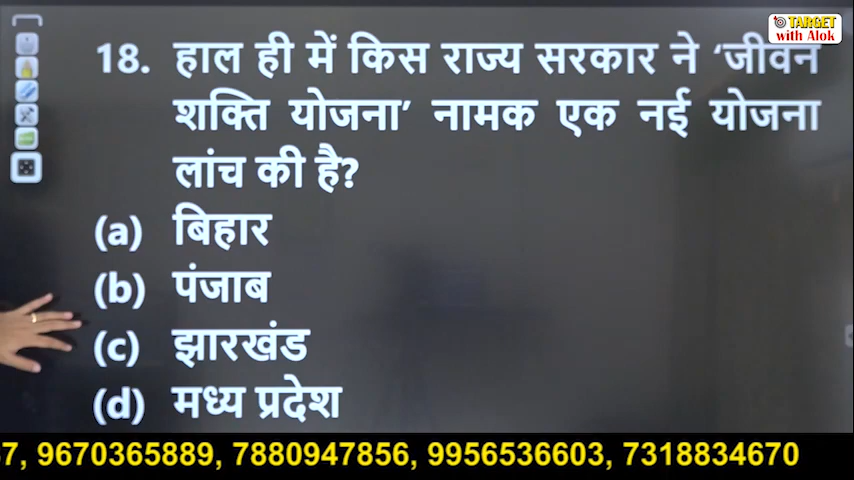 TARGET
with Alok
18. हाल ही में किस राज्य सरकार ने ‘जीवन
शक्ति योजना’ नामक एक नई योजना
लांच की है?
(a) बिहार
(b) पंजाब
(c) झारखंड
(d) मध्य प्रदेश
7, 9670365889, 7880947856, 9956536603, 7318834670